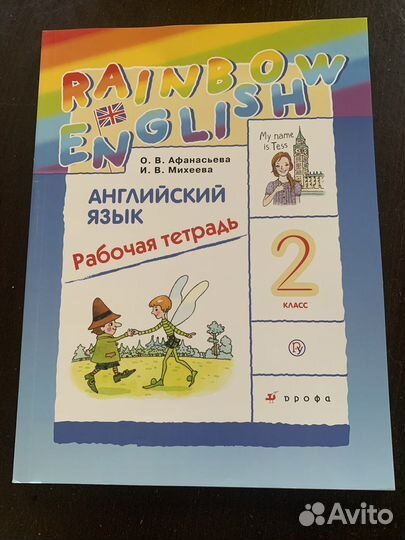 RAINBOW
ENGLISH
О. В. Афанасьева
И. В. Михеева
My name
is Tess
АНГЛИЙСКИЙ
ЯЗЫК
Рабочая тетрадь
2
КЛАСС
дрофа
Avito